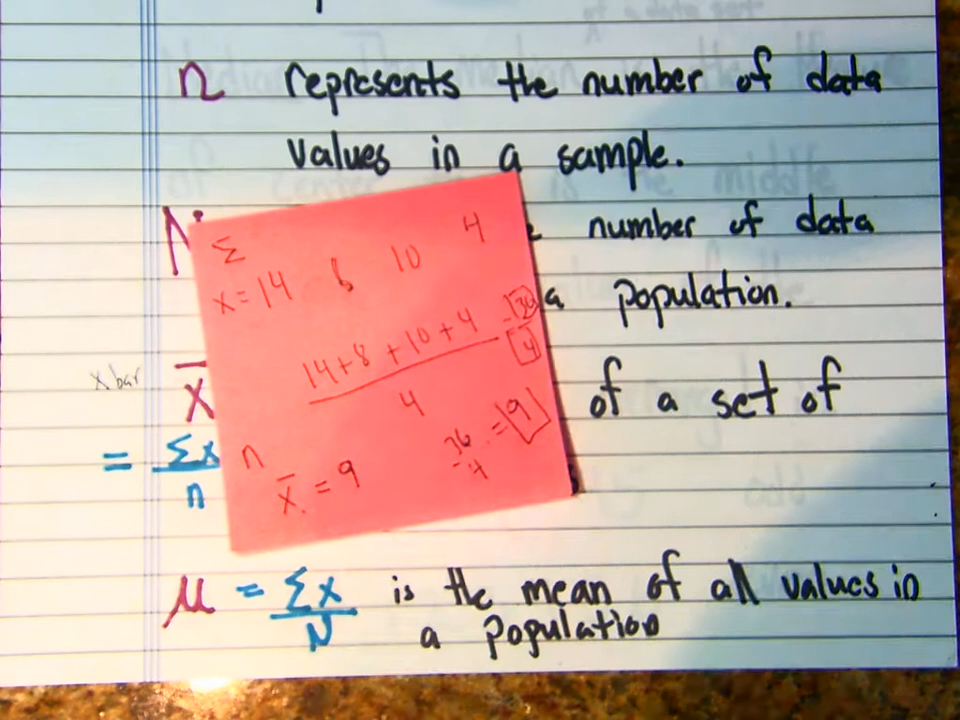 n represents the number of data
values in a sample.
N number of data
a population.
x bar x̄ of a set of
= Σx
n
Σ
x = 14 8 10 4
14+8+10+4 = 36
4 4
n
x̄ = 9
36 = 9
4
μ = Σx is the mean of all values in
N a population